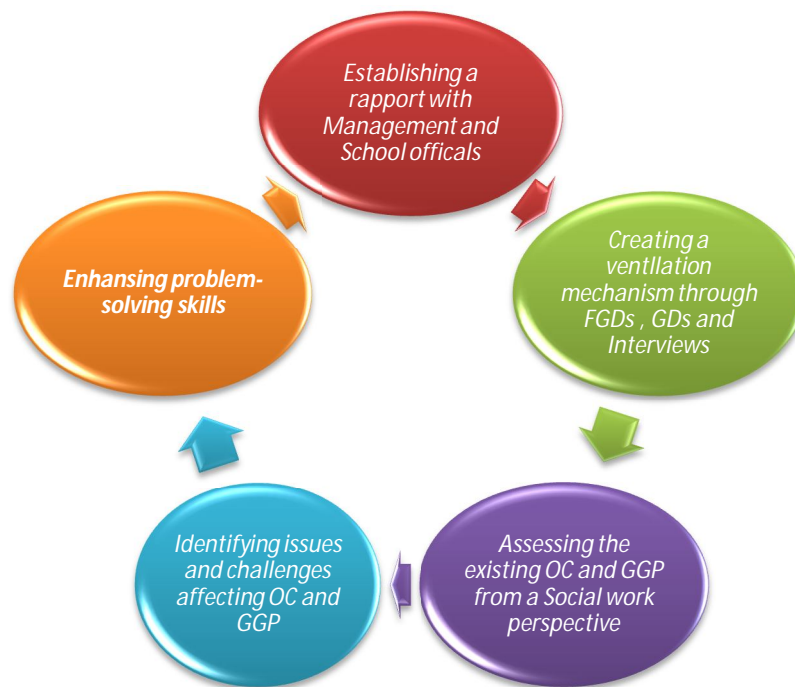 Establishing a
rapport with
Management and
School officals
Creating a
ventllation
mechanism through
FGDs , GDs and
Interviews
Assessing the
existing OC and GGP
from a Social work
perspective
Identifying issues
and challenges
affecting OC and
GGP
Enhansing problem-
solving skills